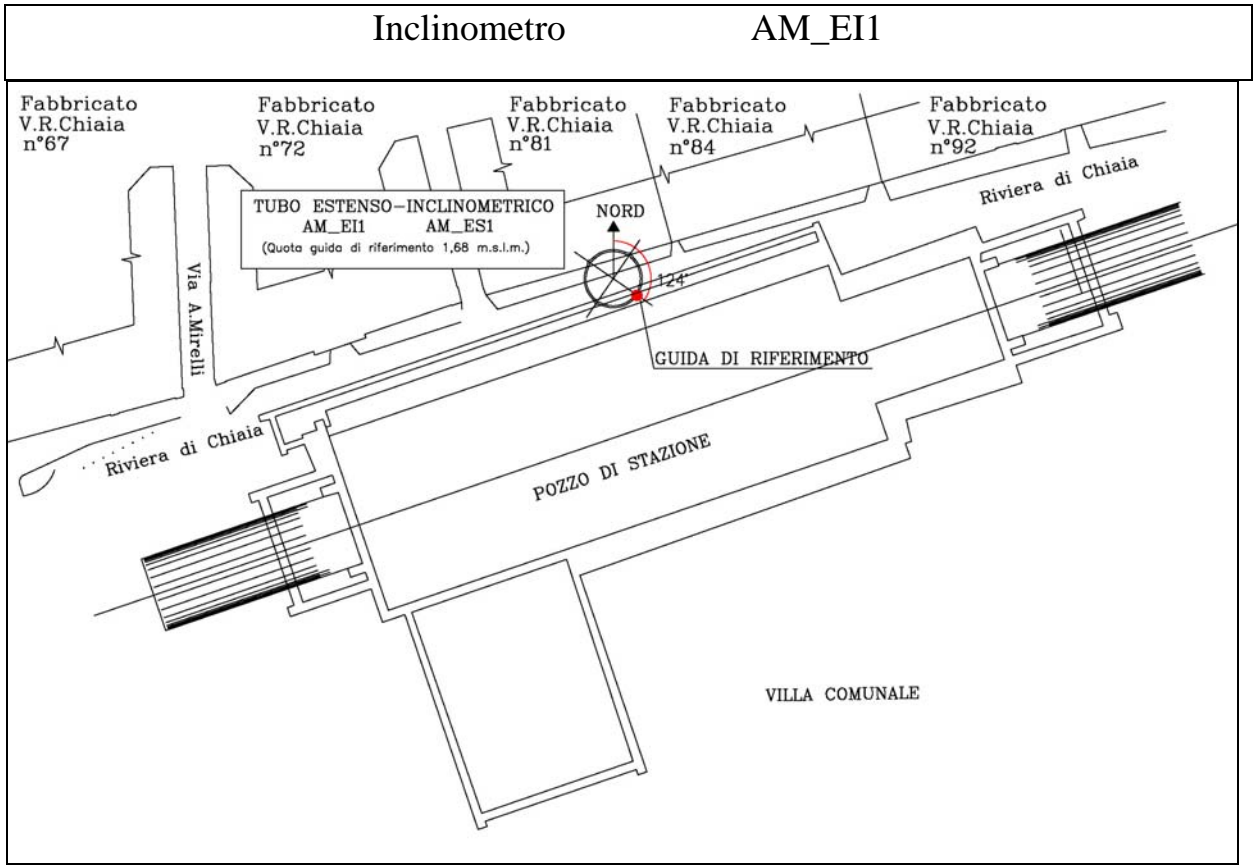 Inclinometro AM_EI1
Fabbricato
V.R.Chiaia
n°67
Fabbricato
V.R.Chiaia
n°72
Fabbricato
V.R.Chiaia
n°81
Fabbricato
V.R.Chiaia
n°84
Fabbricato
V.R.Chiaia
n°92
Riviera di Chiaia
TUBO ESTENSO-INCLINOMETRICO
AM_EI1 AM_ES1
(Quota guida di riferimento 1,68 m.s.l.m.)
NORD
124°
Via A.Mirelli
GUIDA DI RIFERIMENTO
Riviera di Chiaia
POZZO DI STAZIONE
VILLA COMUNALE